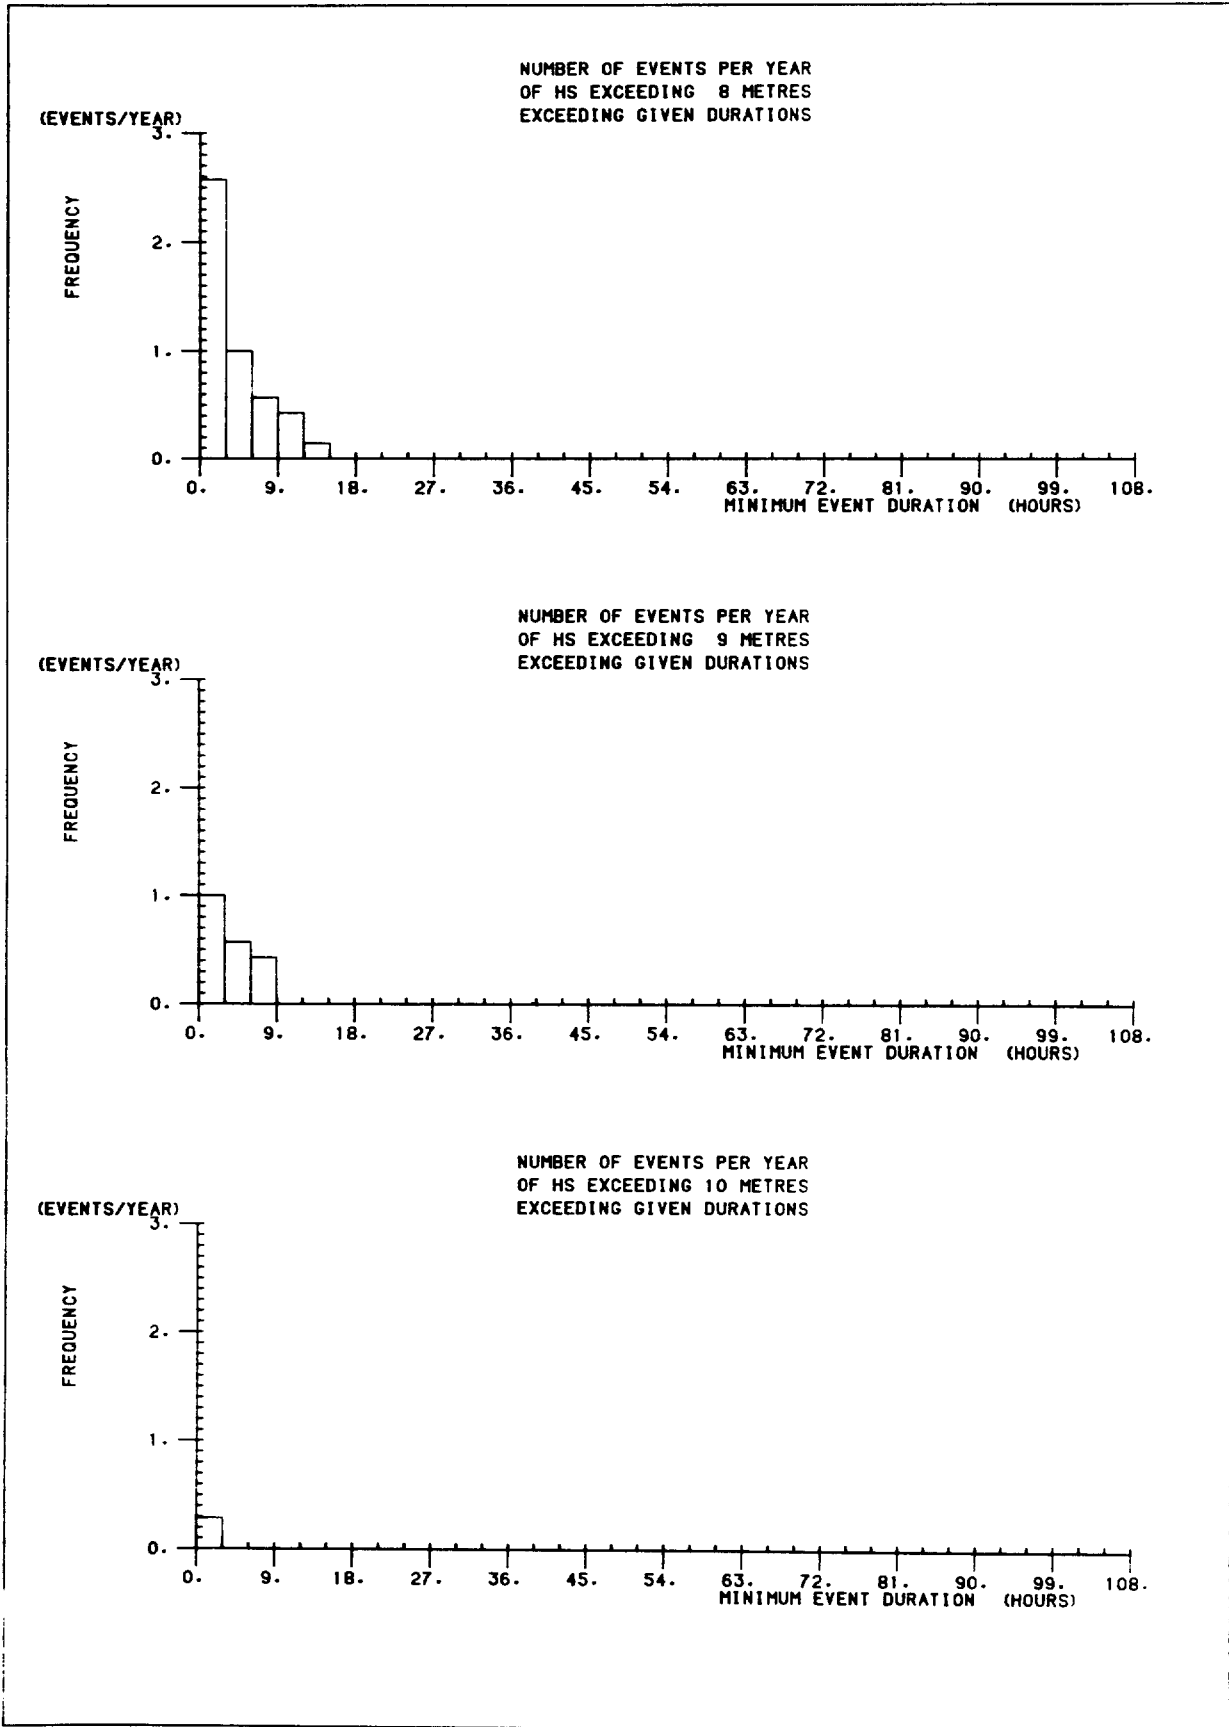 NUMBER OF EVENTS PER YEAR
OF HS EXCEEDING 8 METRES
EXCEEDING GIVEN DURATIONS
(EVENTS/YEAR)
3.
FREQUENCY
2.
1.
0.
0. 9. 18. 27. 36. 45. 54. 63. 72. 81. 90. 99. 108.
MINIMUM EVENT DURATION (HOURS)
NUMBER OF EVENTS PER YEAR
OF HS EXCEEDING 9 METRES
EXCEEDING GIVEN DURATIONS
(EVENTS/YEAR)
3.
FREQUENCY
2.
1.
0.
0. 9. 18. 27. 36. 45. 54. 63. 72. 81. 90. 99. 108.
MINIMUM EVENT DURATION (HOURS)
NUMBER OF EVENTS PER YEAR
OF HS EXCEEDING 10 METRES
EXCEEDING GIVEN DURATIONS
(EVENTS/YEAR)
3.
FREQUENCY
2.
1.
0.
0. 9. 18. 27. 36. 45. 54. 63. 72. 81. 90. 99. 108.
MINIMUM EVENT DURATION (HOURS)